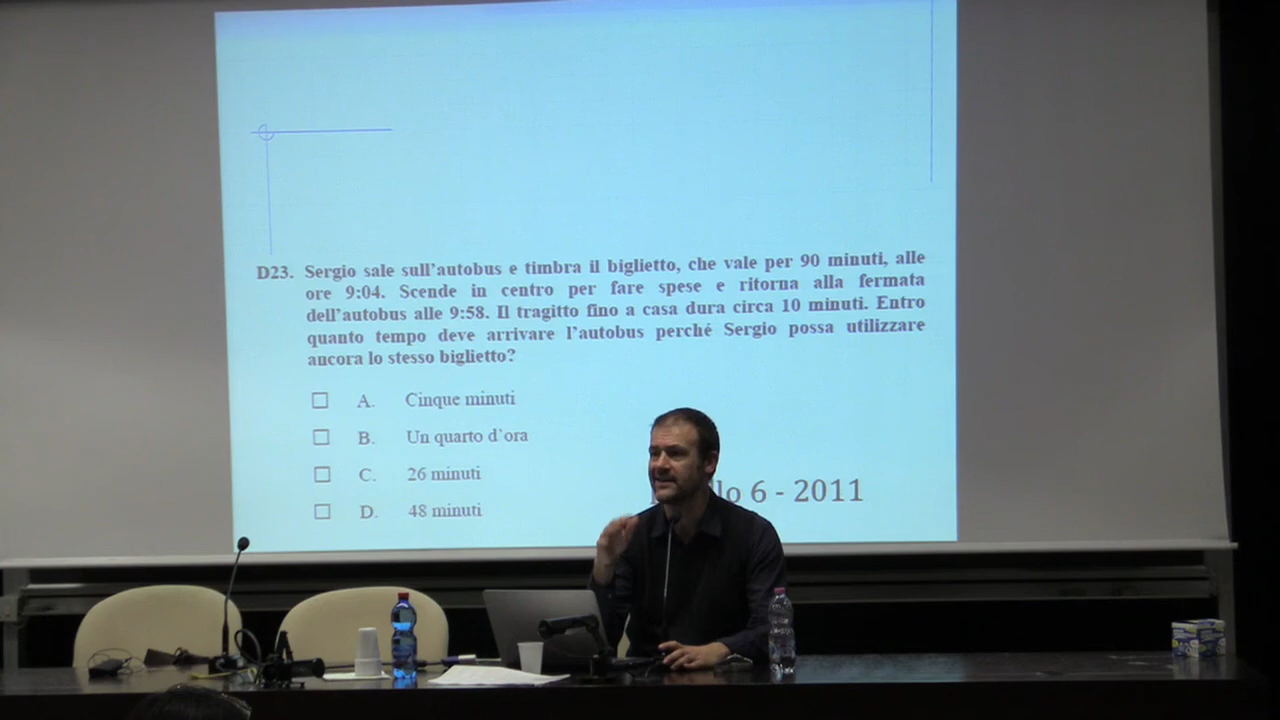 D23. Sergio sale sull'autobus e timbra il biglietto, che vale per 90 minuti, alle
ore 9:04. Scende in centro per fare spese e ritorna alla fermata
dell'autobus alle 9:58. Il tragitto fino a casa dura circa 10 minuti. Entro
quanto tempo deve arrivare l'autobus perché Sergio possa utilizzare
ancora lo stesso biglietto?
A. Cinque minuti
B. Un quarto d'ora
C. 26 minuti
D. 48 minuti
6 - 2011